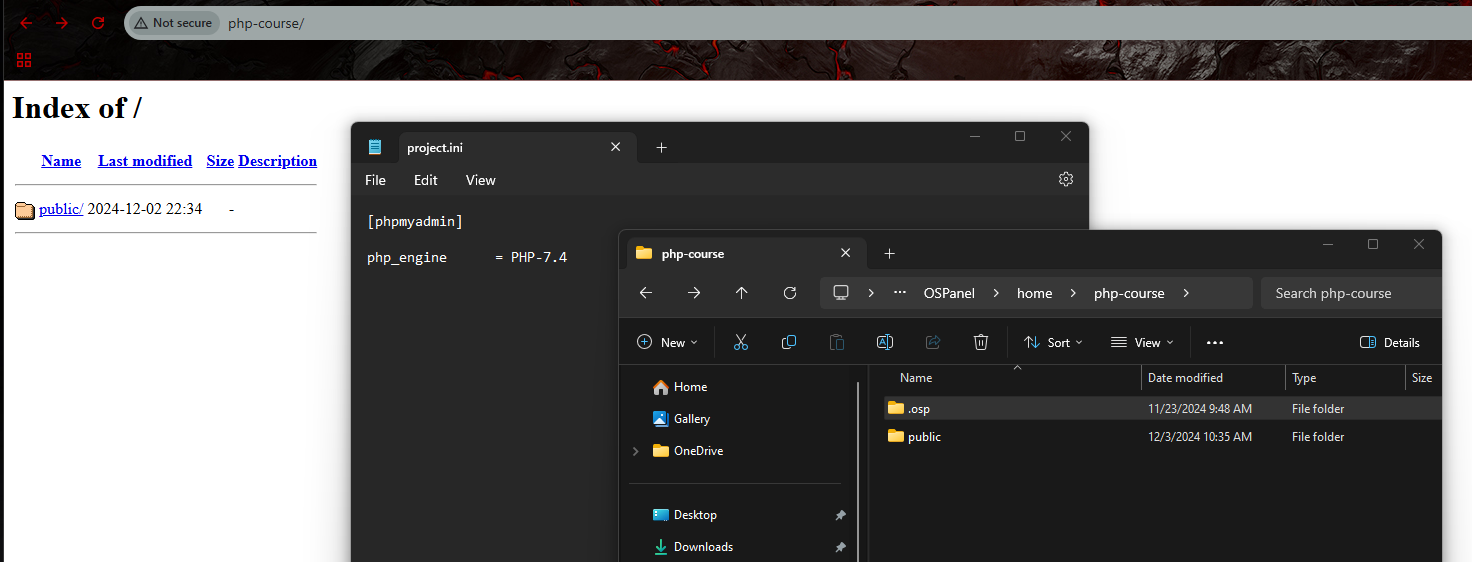 Not secure php-course/
Index of /
Name Last modified Size Description
public/ 2024-12-02 22:34 -
project.ini
File Edit View
[phpmyadmin]
php_engine = PHP-7.4
php-course
... OSPanel > home > php-course >
Search php-course
New
Sort
View
...
Details
Home
Gallery
OneDrive
Desktop
Downloads
Name Date modified Type Size
.osp 11/23/2024 9:48 AM File folder
public 12/3/2024 10:35 AM File folder